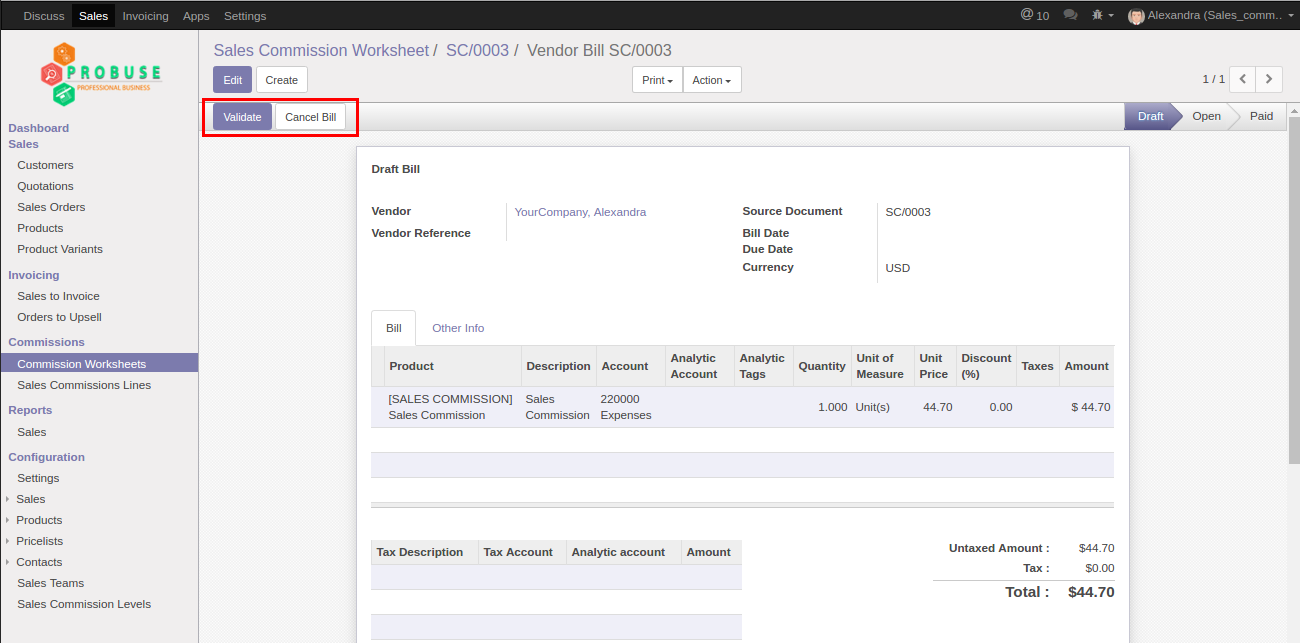 Discuss Sales Invoicing Apps Settings @ 10 Alexandra (Sales_comm..
PROBUSE
PROFESSIONAL BUSINESS
Sales Commission Worksheet / SC/0003 / Vendor Bill SC/0003
Edit Create Print Action 1 / 1
Validate Cancel Bill Draft Open Paid
Dashboard
Sales
Customers
Quotations
Sales Orders
Products
Product Variants
Invoicing
Sales to Invoice
Orders to Upsell
Commissions
Commission Worksheets
Sales Commissions Lines
Reports
Sales
Configuration
Settings
Sales
Products
Pricelists
Contacts
Sales Teams
Sales Commission Levels
Draft Bill
Vendor YourCompany, Alexandra
Vendor Reference
Source Document SC/0003
Bill Date
Due Date
Currency USD
Bill Other Info
Product Description Account Analytic Account Analytic Tags Quantity Unit of Measure Unit Price Discount (%) Taxes Amount
[SALES COMMISSION] Sales Commission Sales Commission 220000 Expenses 1.000 Unit(s) 44.70 0.00 $ 44.70
Tax Description Tax Account Analytic account Amount
Untaxed Amount : $44.70
Tax : $0.00
Total : $44.70